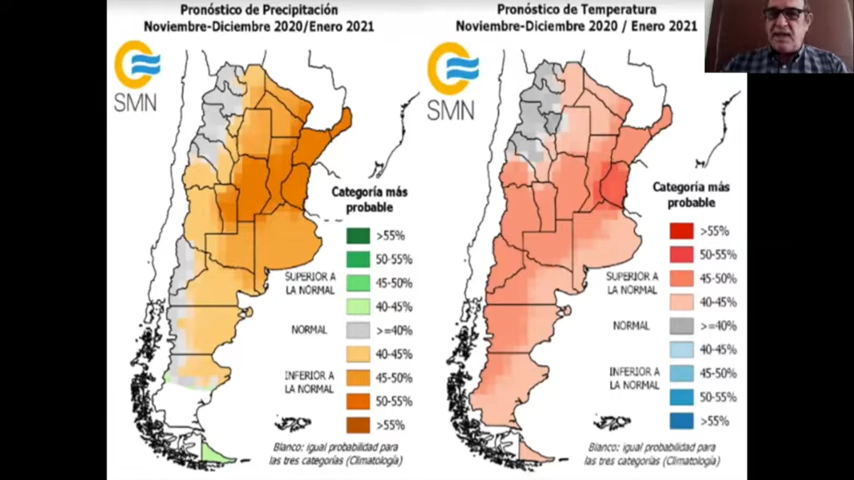 Pronóstico de Precipitación
Noviembre-Diciembre 2020/Enero 2021
SMN
Categoría más
probable
>55%
50-55%
45-50%
SUPERIOR A
LA NORMAL
40-45%
NORMAL
>=40%
40-45%
INFERIOR A
LA NORMAL
45-50%
50-55%
>55%
Blanco: igual probabilidad para
las tres categorías (Climatología)
Pronóstico de Temperatura
Noviembre-Diciembre 2020 / Enero 2021
SMN
Categoría más
probable
>55%
50-55%
45-50%
SUPERIOR A
LA NORMAL
40-45%
NORMAL
>=40%
40-45%
INFERIOR A
LA NORMAL
45-50%
50-55%
>55%
Blanco: igual probabilidad para
las tres categorías (Climatología)